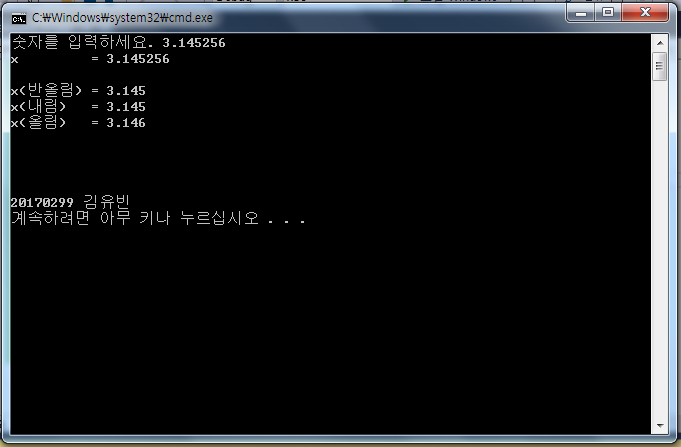 C:₩Windows₩system32₩cmd.exe
숫자를 입력하세요. 3.145256
x = 3.145256
x(반올림) = 3.145
x(내림) = 3.145
x(올림) = 3.146
20170299 김유빈
계속하려면 아무 키나 누르십시오 . . .